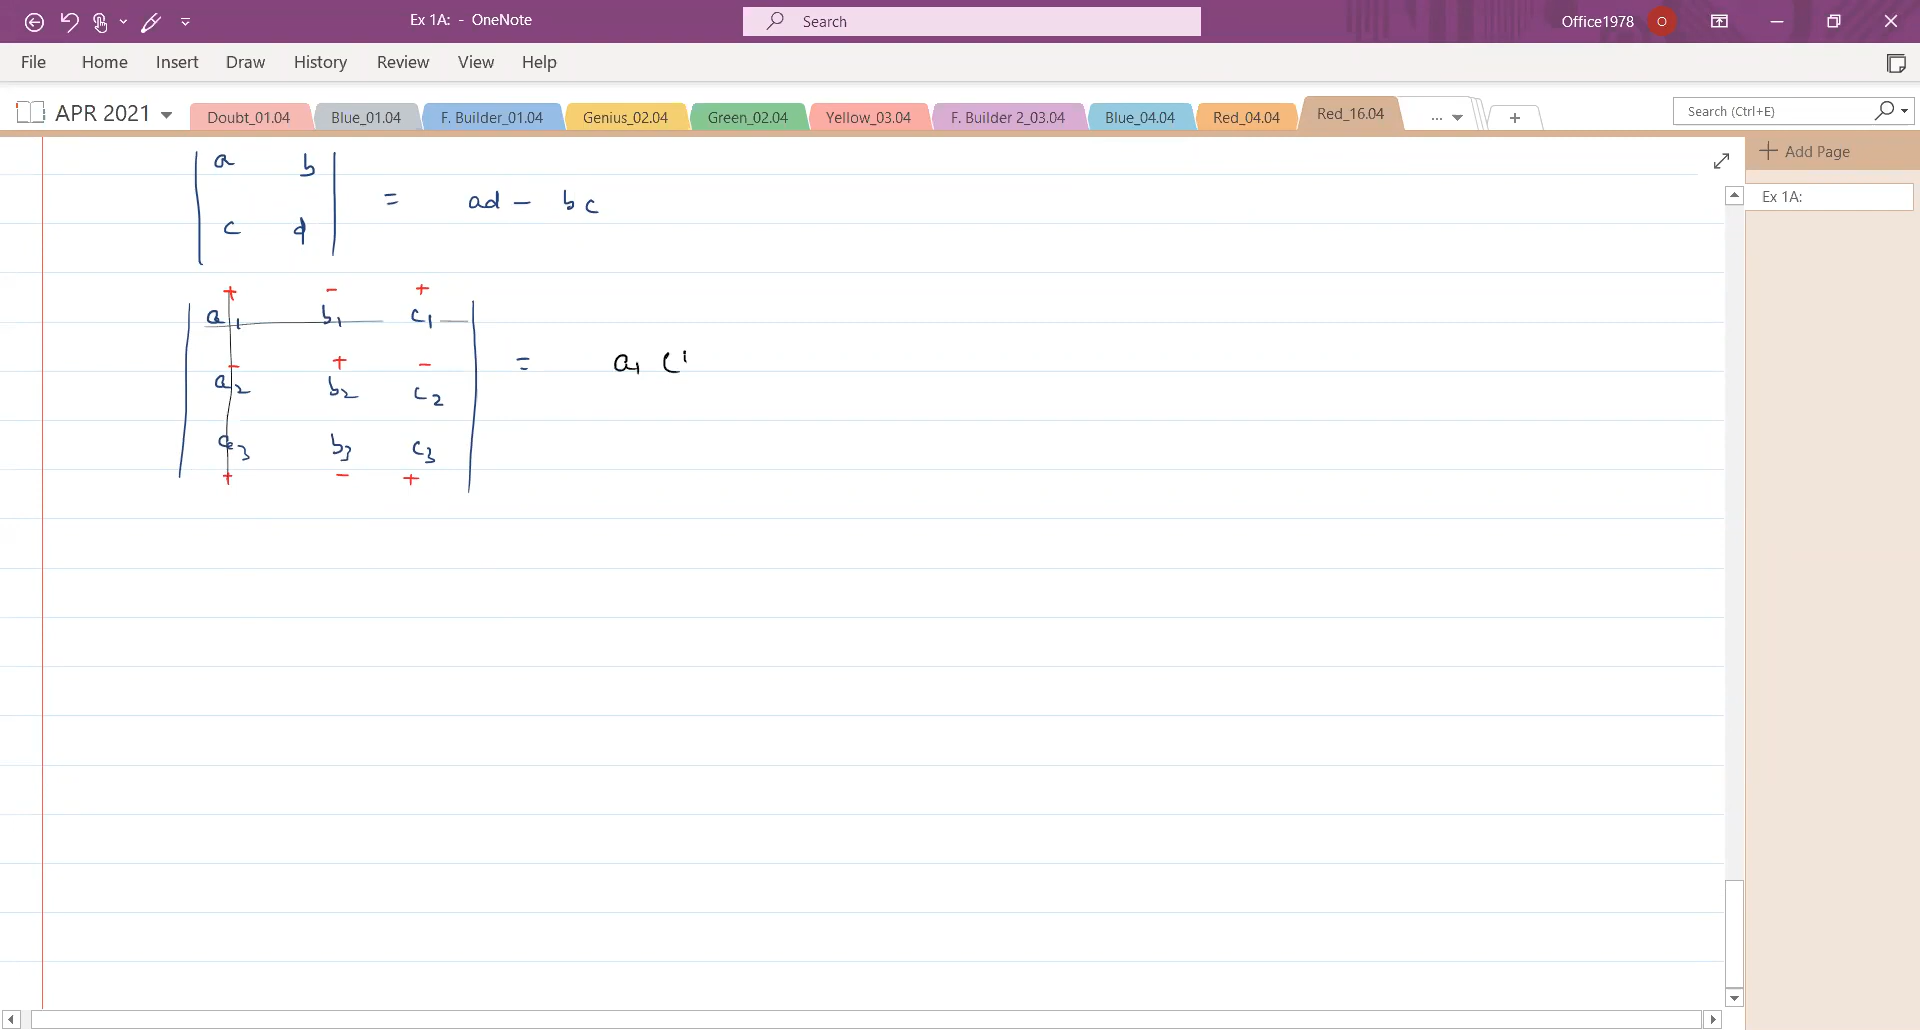 Ex 1A: - OneNote
Search
Office1978
O
File Home Insert Draw History Review View Help
APR 2021
Doubt_01.04
Blue_01.04
F. Builder_01.04
Genius_02.04
Green_02.04
Yellow_03.04
F. Builder 2_03.04
Blue_04.04
Red_04.04
Red_16.04
...
Search (Ctrl+E)
Add Page
Ex 1A:
a b
= ad - bc
c d
+ - +
a1 b1 c1
- + -
= a1 (
a2 b2 c2
a3 b3 c3
+ - +